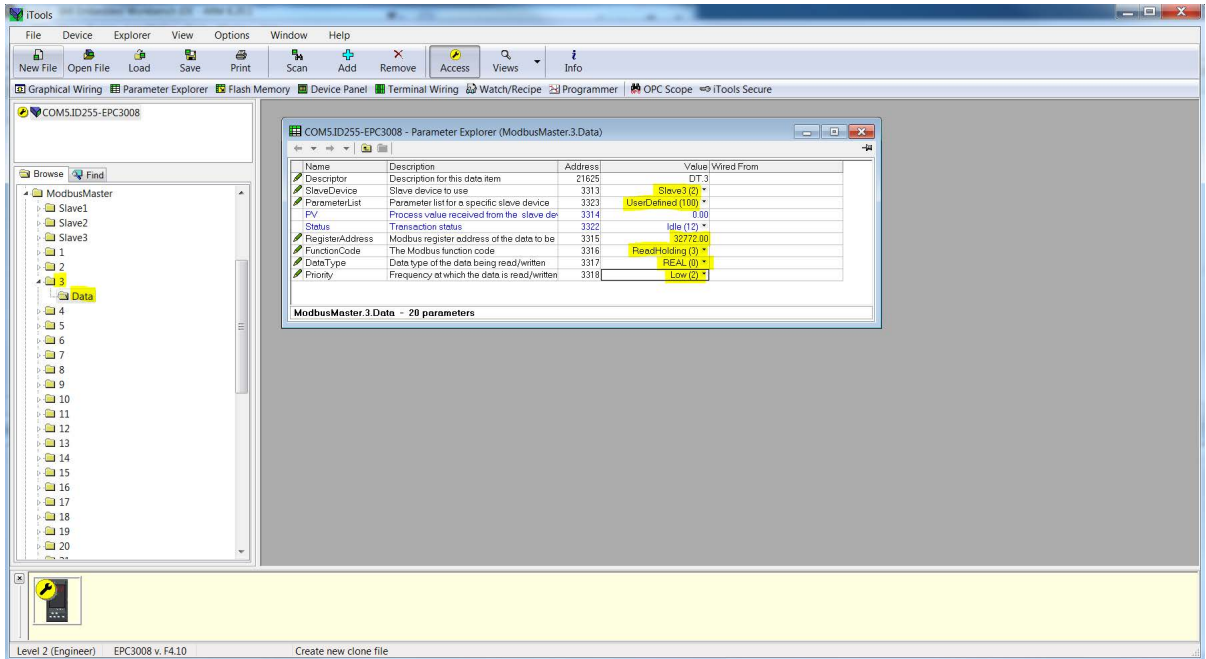 iTools
File Device Explorer View Options Window Help
New File Open File Load Save Print Scan Add Remove Access Views Info
Graphical Wiring Parameter Explorer Flash Memory Device Panel Terminal Wiring Watch/Recipe Programmer OPC Scope iTools Secure
COM5.ID255-EPC3008
Browse Find
ModbusMaster
Slave1
Slave2
Slave3
1
2
3
Data
4
5
6
7
8
9
10
11
12
13
14
15
16
17
18
19
20
COM5.ID255-EPC3008 - Parameter Explorer (ModbusMaster.3.Data)
Name Description Address Value Wired From
Descriptor Description for this data item 21625 DT.3
SlaveDevice Slave device to use 3313 Slave3 (2)
ParameterList Parameter list for a specific slave device 3323 UserDefined (100)
PV Process value received from the slave de 3314 0.00
Status Transaction status 3322 Idle (12)
RegisterAddress Modbus register address of the data to be 3315 32772.00
FunctionCode The Modbus function code 3316 ReadHolding (3)
DataType Data type of the data being read/written 3317 REAL (0)
Priority Frequency at which the data is read/written 3318 Low (2)
ModbusMaster.3.Data - 20 parameters
Level 2 (Engineer) EPC3008 v. F4.10 Create new clone file